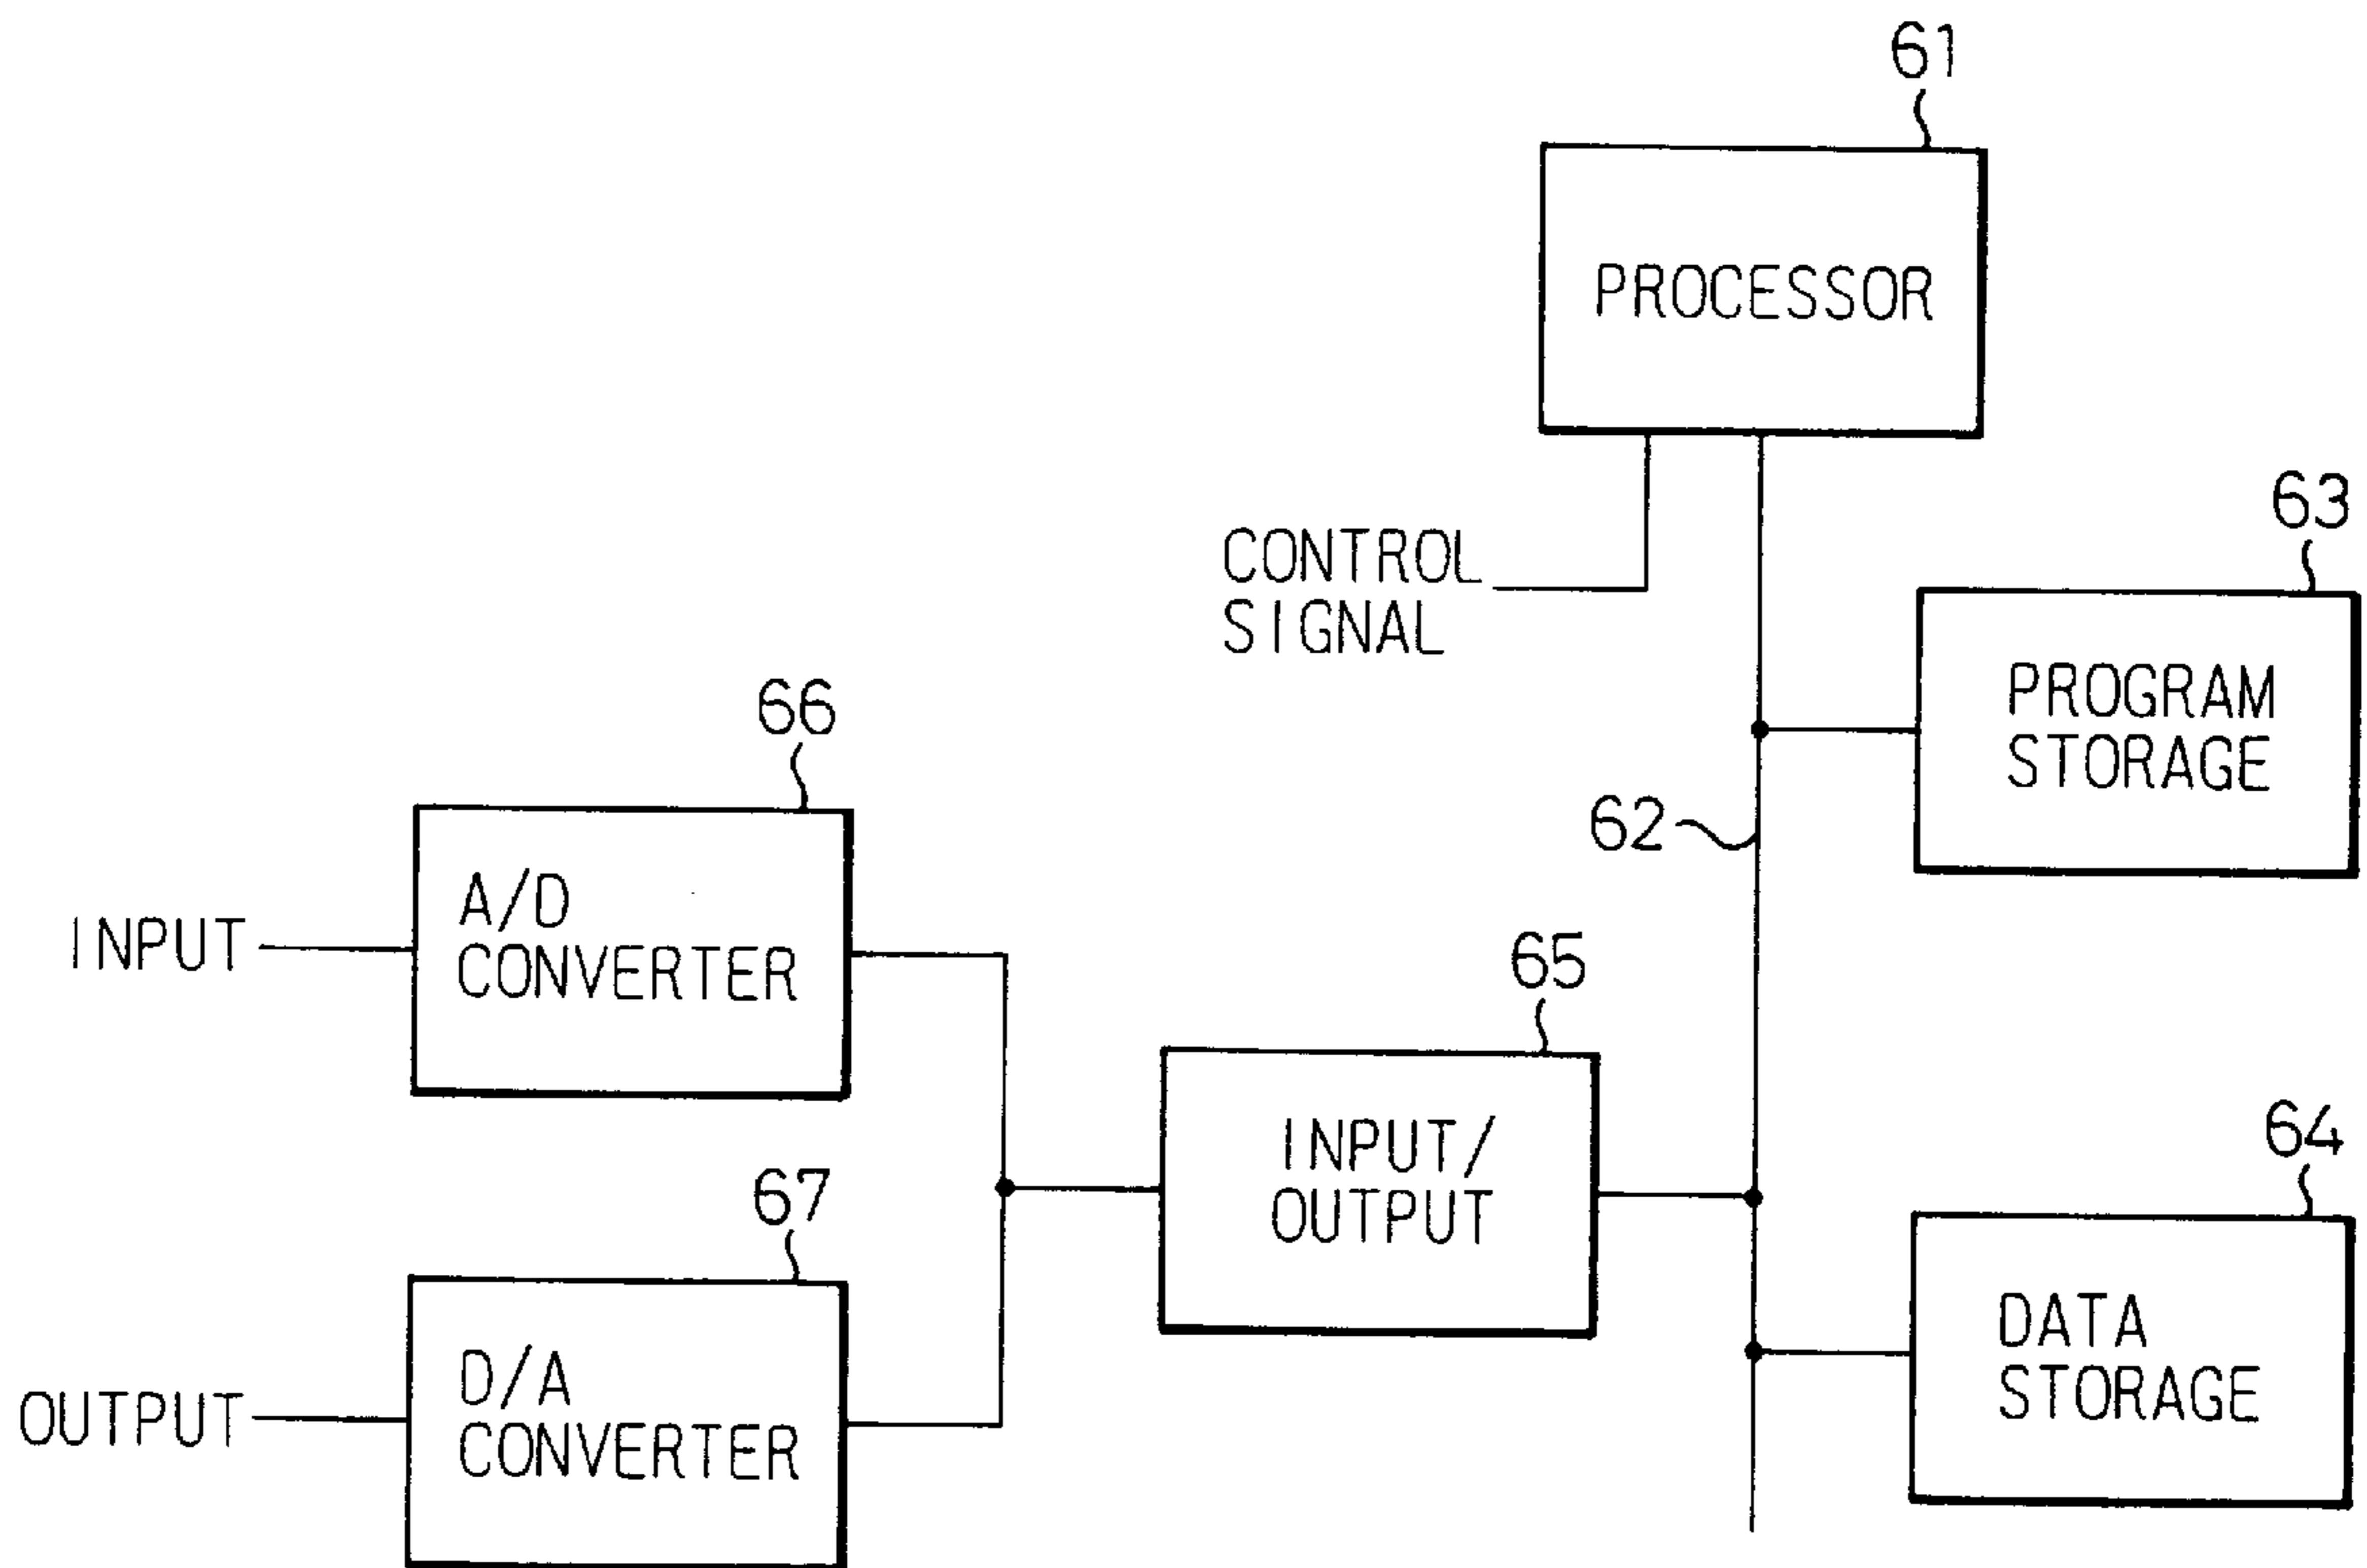 61
PROCESSOR
63
CONTROL
SIGNAL
PROGRAM
STORAGE
66
62
A/D
CONVERTER
INPUT
65
INPUT/
OUTPUT
64
67
DATA
STORAGE
D/A
CONVERTER
OUTPUT